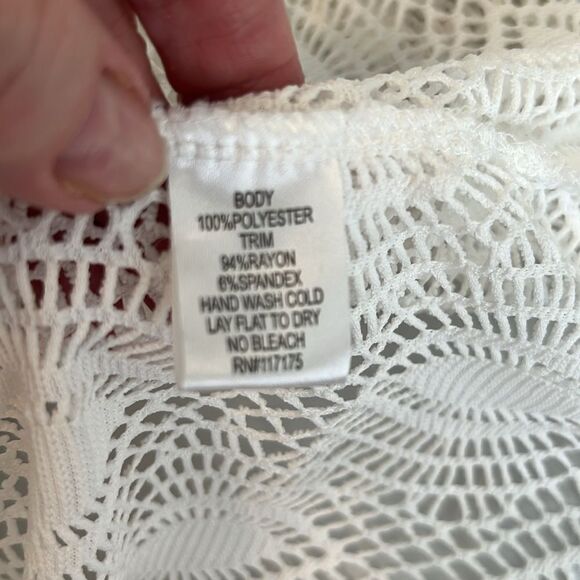 BODY
100%POLYESTER
TRIM
94%RAYON
6%SPANDEX
HAND WASH COLD
LAY FLAT TO DRY
NO BLEACH
RN#117175